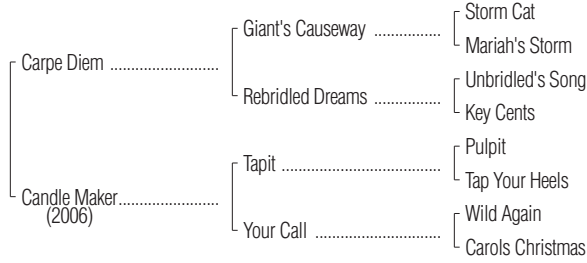 Storm Cat
Giant's Causeway ................
Mariah's Storm
Carpe Diem ..........................
Unbridled's Song
Rebridled Dreams ................
Key Cents
Pulpit
Tapit ......................................
Tap Your Heels
Candle Maker........................
(2006)
Wild Again
Your Call ..............................
Carols Christmas